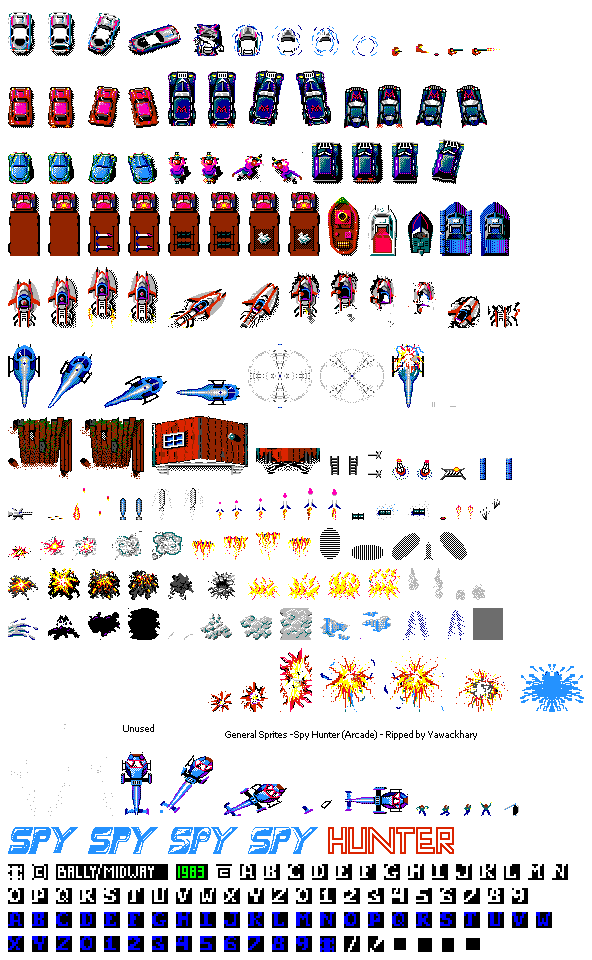 Unused
General Sprites -Spy Hunter (Arcade) - Ripped by Yawackhary
SPY SPY SPY SPY HUNTER
© BALLY/MIDWAY 1983 A B C D E F G H I J K L M N
O P Q R S T U V W X Y Z 0 1 2 3 4 5 6 7 8 9
A B C D E F G H I J K L M N O P Q R S T U V W
X Y Z 0 1 2 3 4 5 6 7 8 9